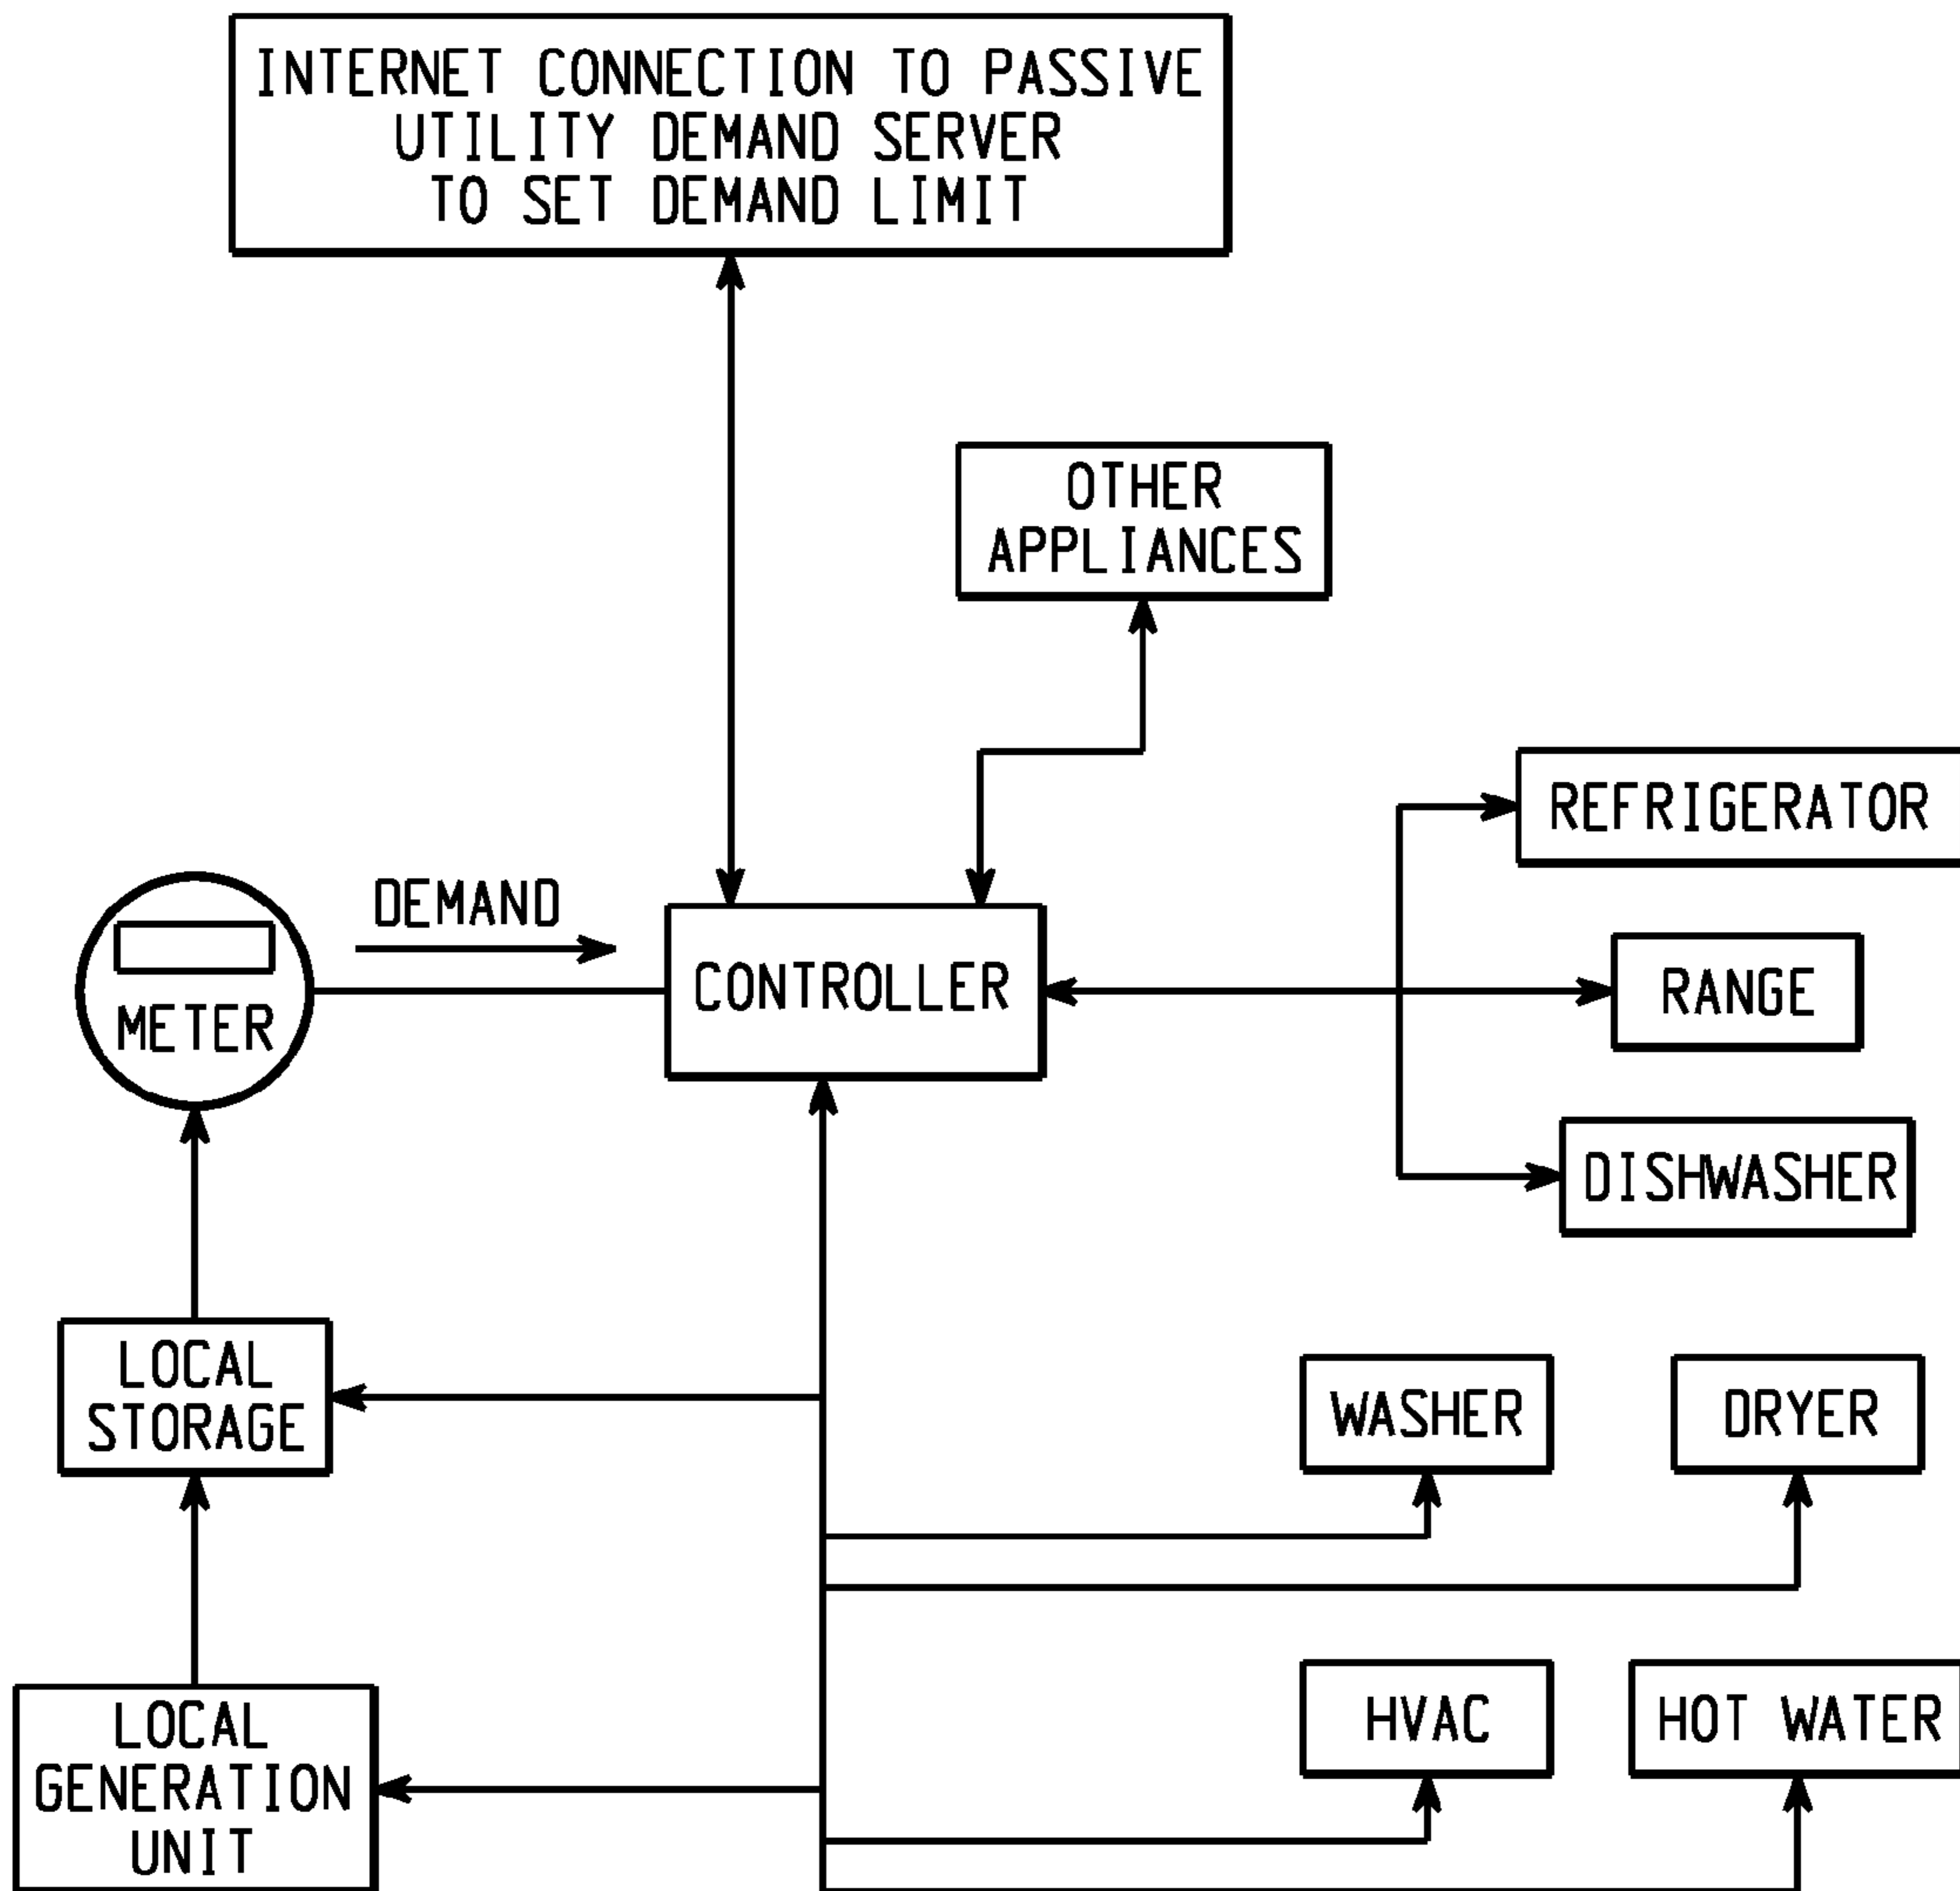 INTERNET CONNECTION TO PASSIVE
UTILITY DEMAND SERVER
TO SET DEMAND LIMIT
OTHER
APPLIANCES
REFRIGERATOR
DEMAND
METER
CONTROLLER
RANGE
DISHWASHER
LOCAL
STORAGE
WASHER
DRYER
LOCAL
GENERATION
UNIT
HVAC
HOT WATER